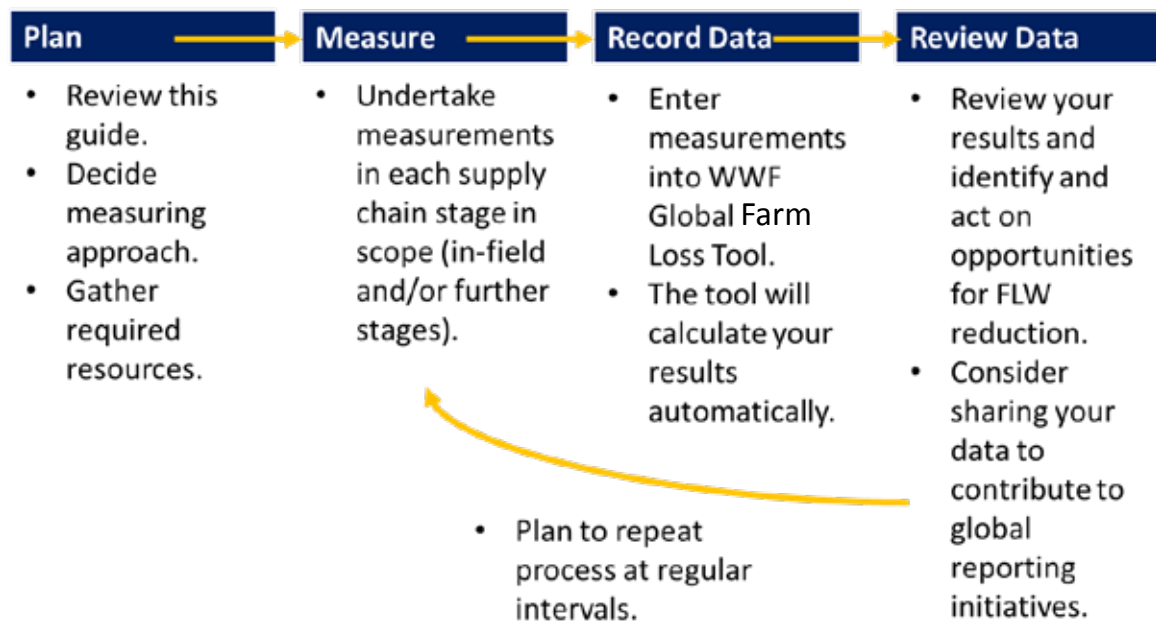 Plan
• Review this
guide.
• Decide
measuring
approach.
• Gather
required
resources.
Measure
• Undertake
measurements
in each supply
chain stage in
scope (in-field
and/or further
stages).
Record Data
• Enter
measurements
into WWF
Global Farm
Loss Tool.
• The tool will
calculate your
results
automatically.
Review Data
• Review your
results and
identify and
act on
opportunities
for FLW
reduction.
• Consider
sharing your
data to
contribute to
global
reporting
initiatives.
• Plan to repeat
process at regular
intervals.